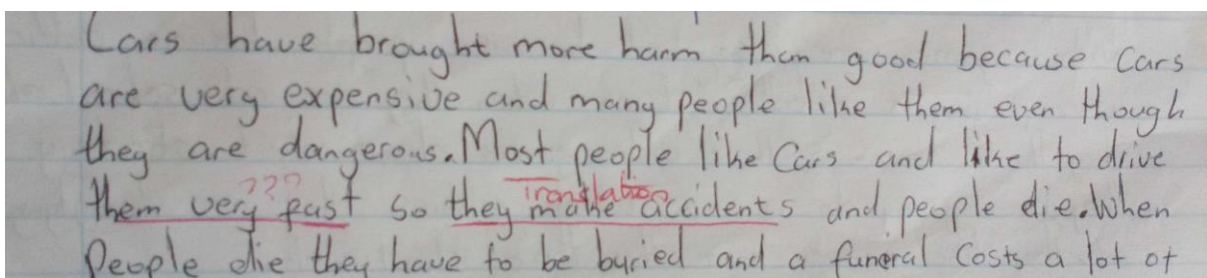 Cars have brought more harm than good because Cars
are very expensive and many people like them even though
they are dangerous. Most people like Cars and like to drive
??? Translation
them very past so they make accidents and people die. When
People die they have to be buried and a funeral Costs a lot of